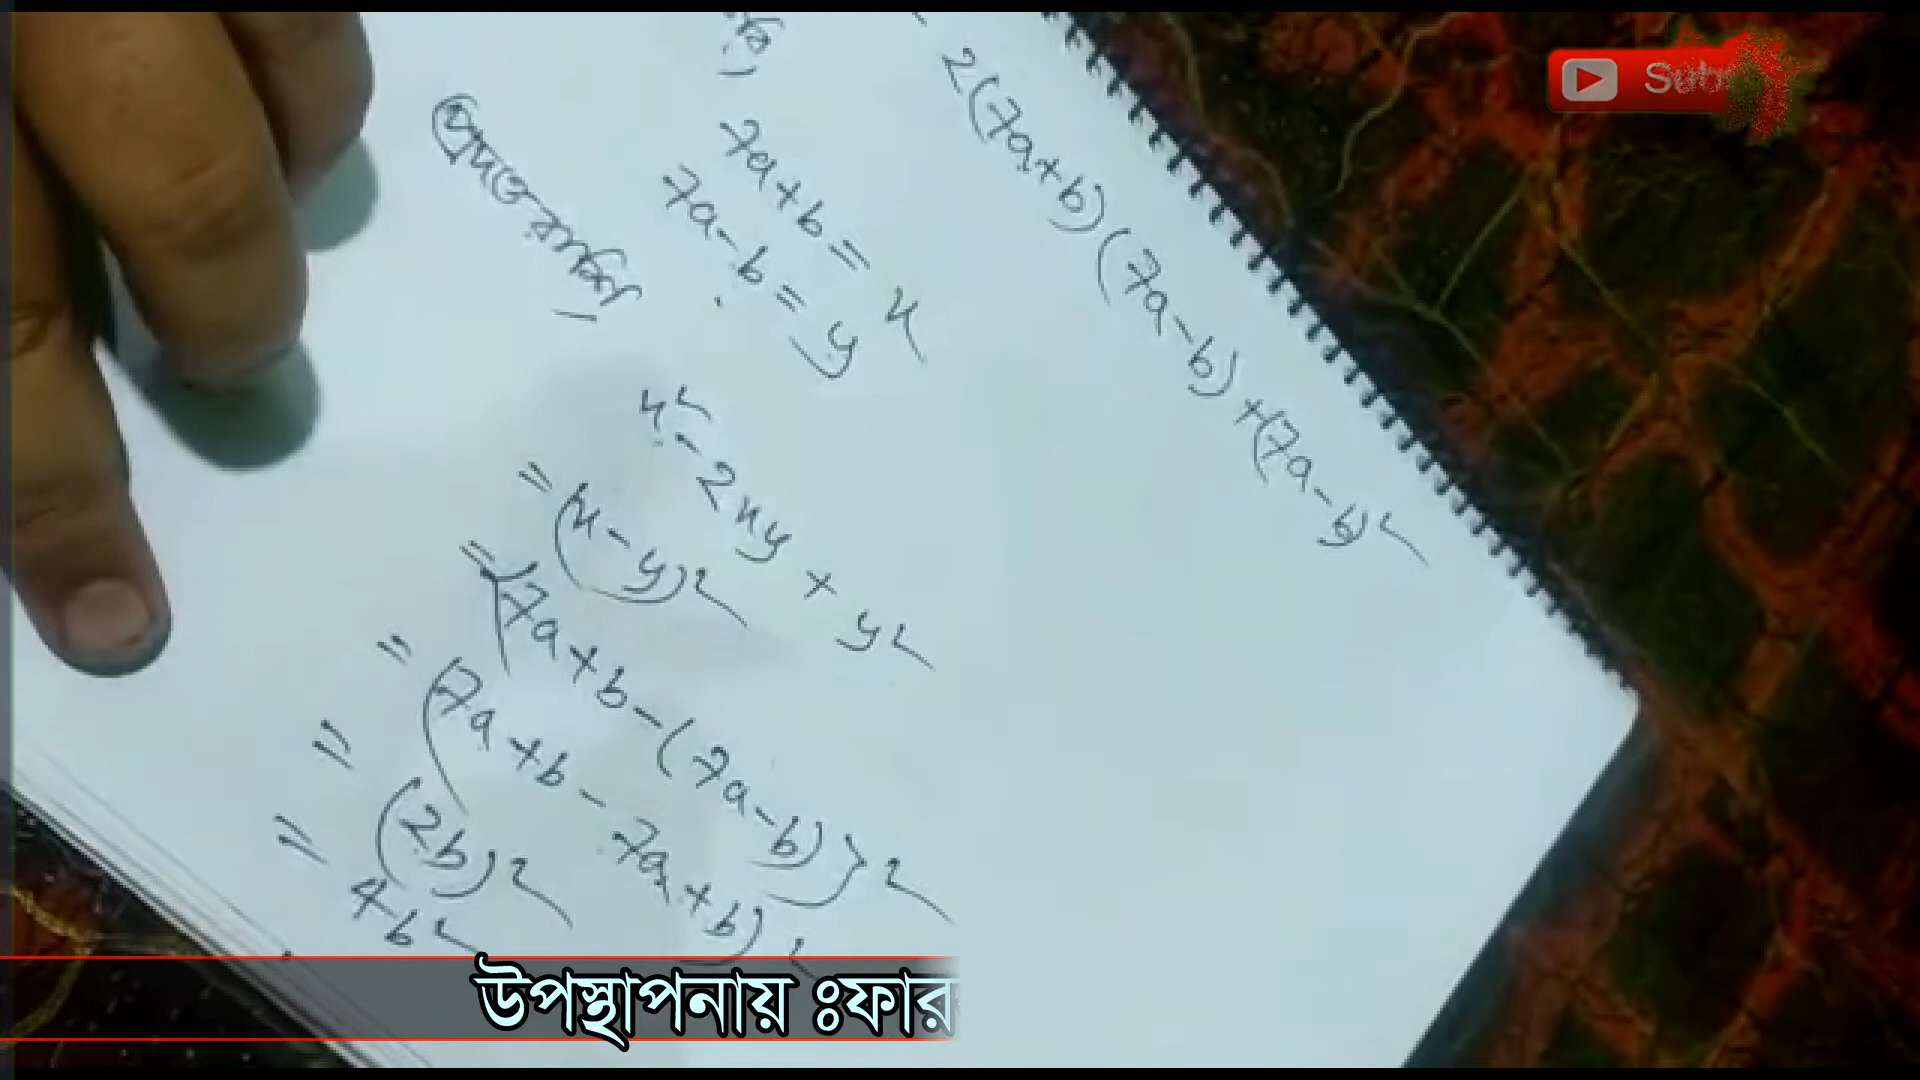 - 2(7a+b)(7a-b)+(7a-b)²
7a+b = x
7a-b = y
প্রদত্ত রাশি
x² - 2xy + y²
= (x-y)²
= {7a+b-(7a-b)}²
= (7a+b-7a+b)²
= (2b)²
= 4b²
উপস্থাপনায় ঃফার